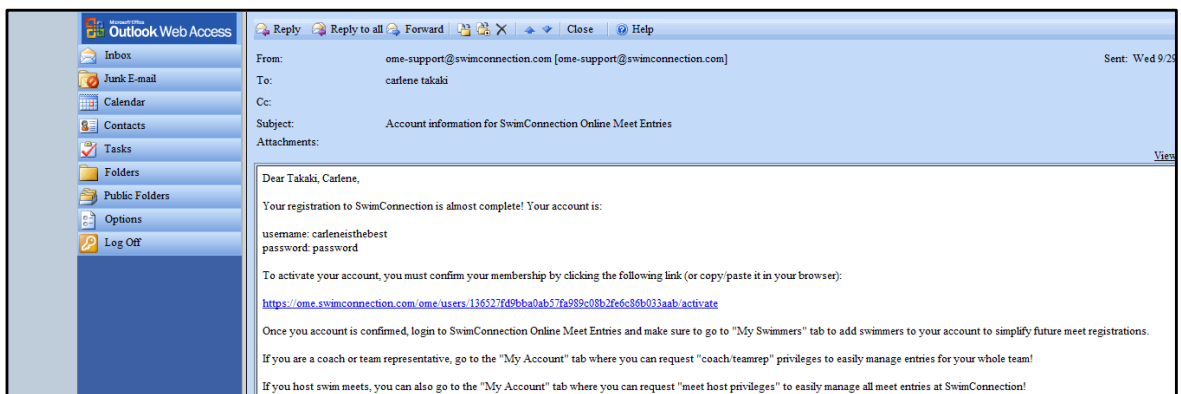 Microsoft Office
Outlook Web Access
Inbox
Junk E-mail
Calendar
Contacts
Tasks
Folders
Public Folders
Options
Log Off
Reply Reply to all Forward Close Help
From: ome-support@swimconnection.com [ome-support@swimconnection.com] Sent: Wed 9/29
To: carlene takaki
Cc:
Subject: Account information for SwimConnection Online Meet Entries
Attachments:
View
Dear Takaki, Carlene,
Your registration to SwimConnection is almost complete! Your account is:
username: carleneisthebest
password: password
To activate your account, you must confirm your membership by clicking the following link (or copy/paste it in your browser):
https://ome.swimconnection.com/ome/users/136527fd9bba0ab57fa989c08b2fe6c86b033aab/activate
Once you account is confirmed, login to SwimConnection Online Meet Entries and make sure to go to "My Swimmers" tab to add swimmers to your account to simplify future meet registrations.
If you are a coach or team representative, go to the "My Account" tab where you can request "coach/teamrep" privileges to easily manage entries for your whole team!
If you host swim meets, you can also go to the "My Account" tab where you can request "meet host privileges" to easily manage all meet entries at SwimConnection!